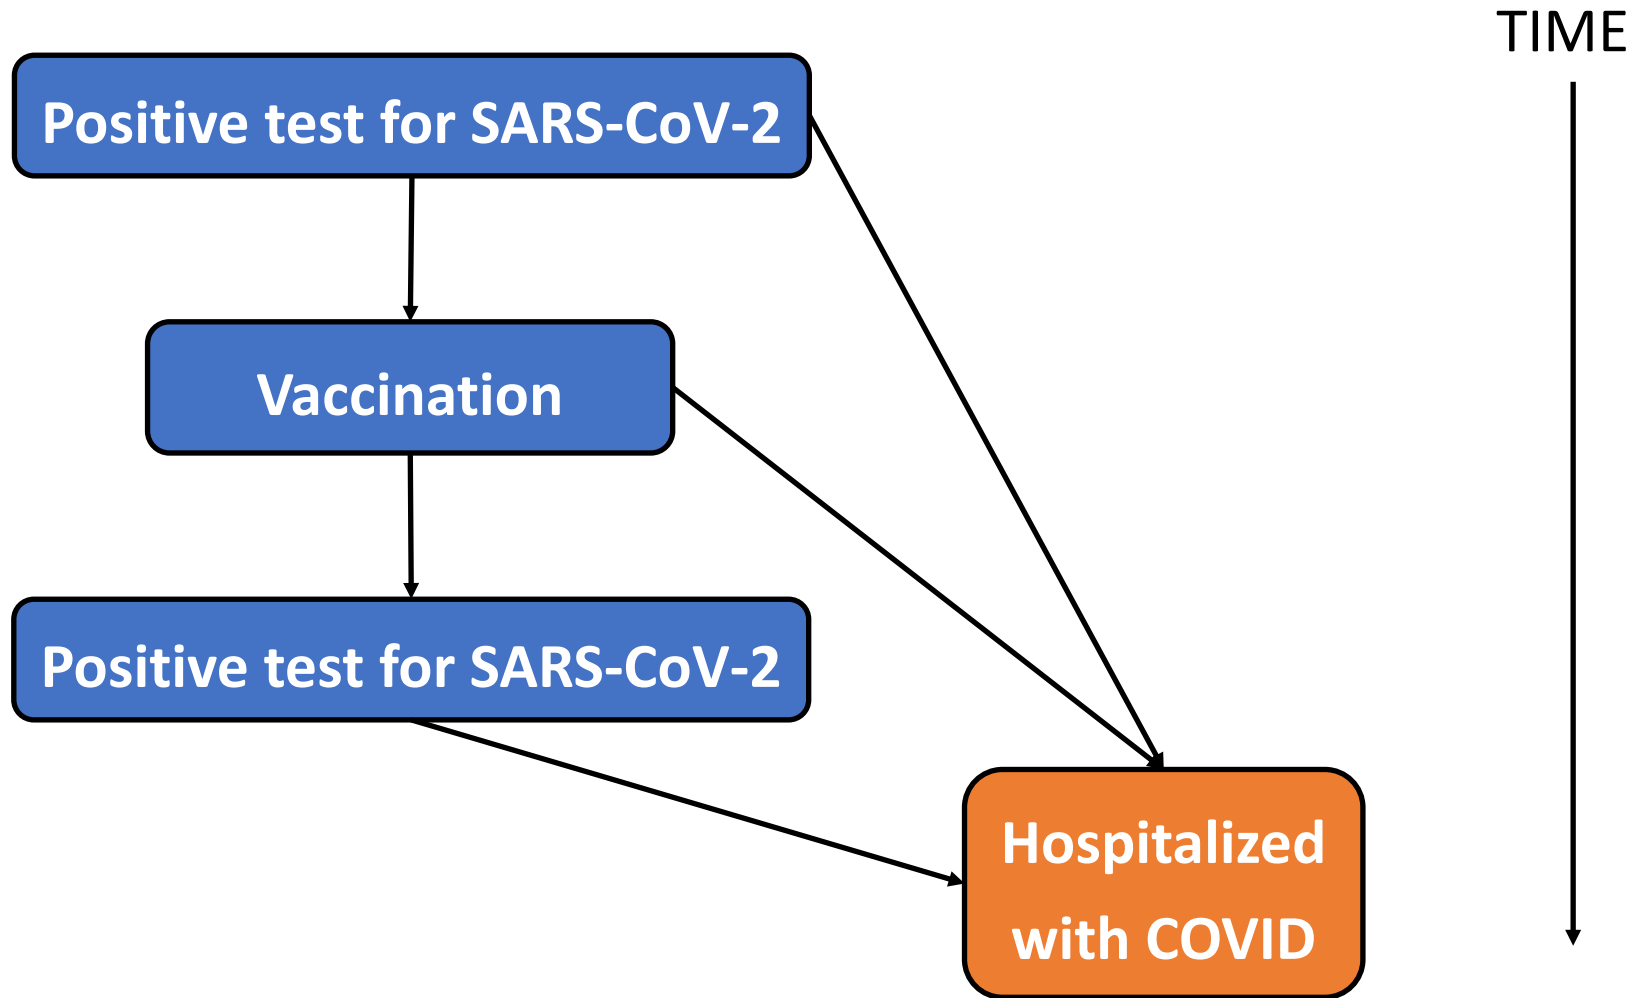 TIME
Positive test for SARS-CoV-2
Vaccination
Positive test for SARS-CoV-2
Hospitalized
with COVID